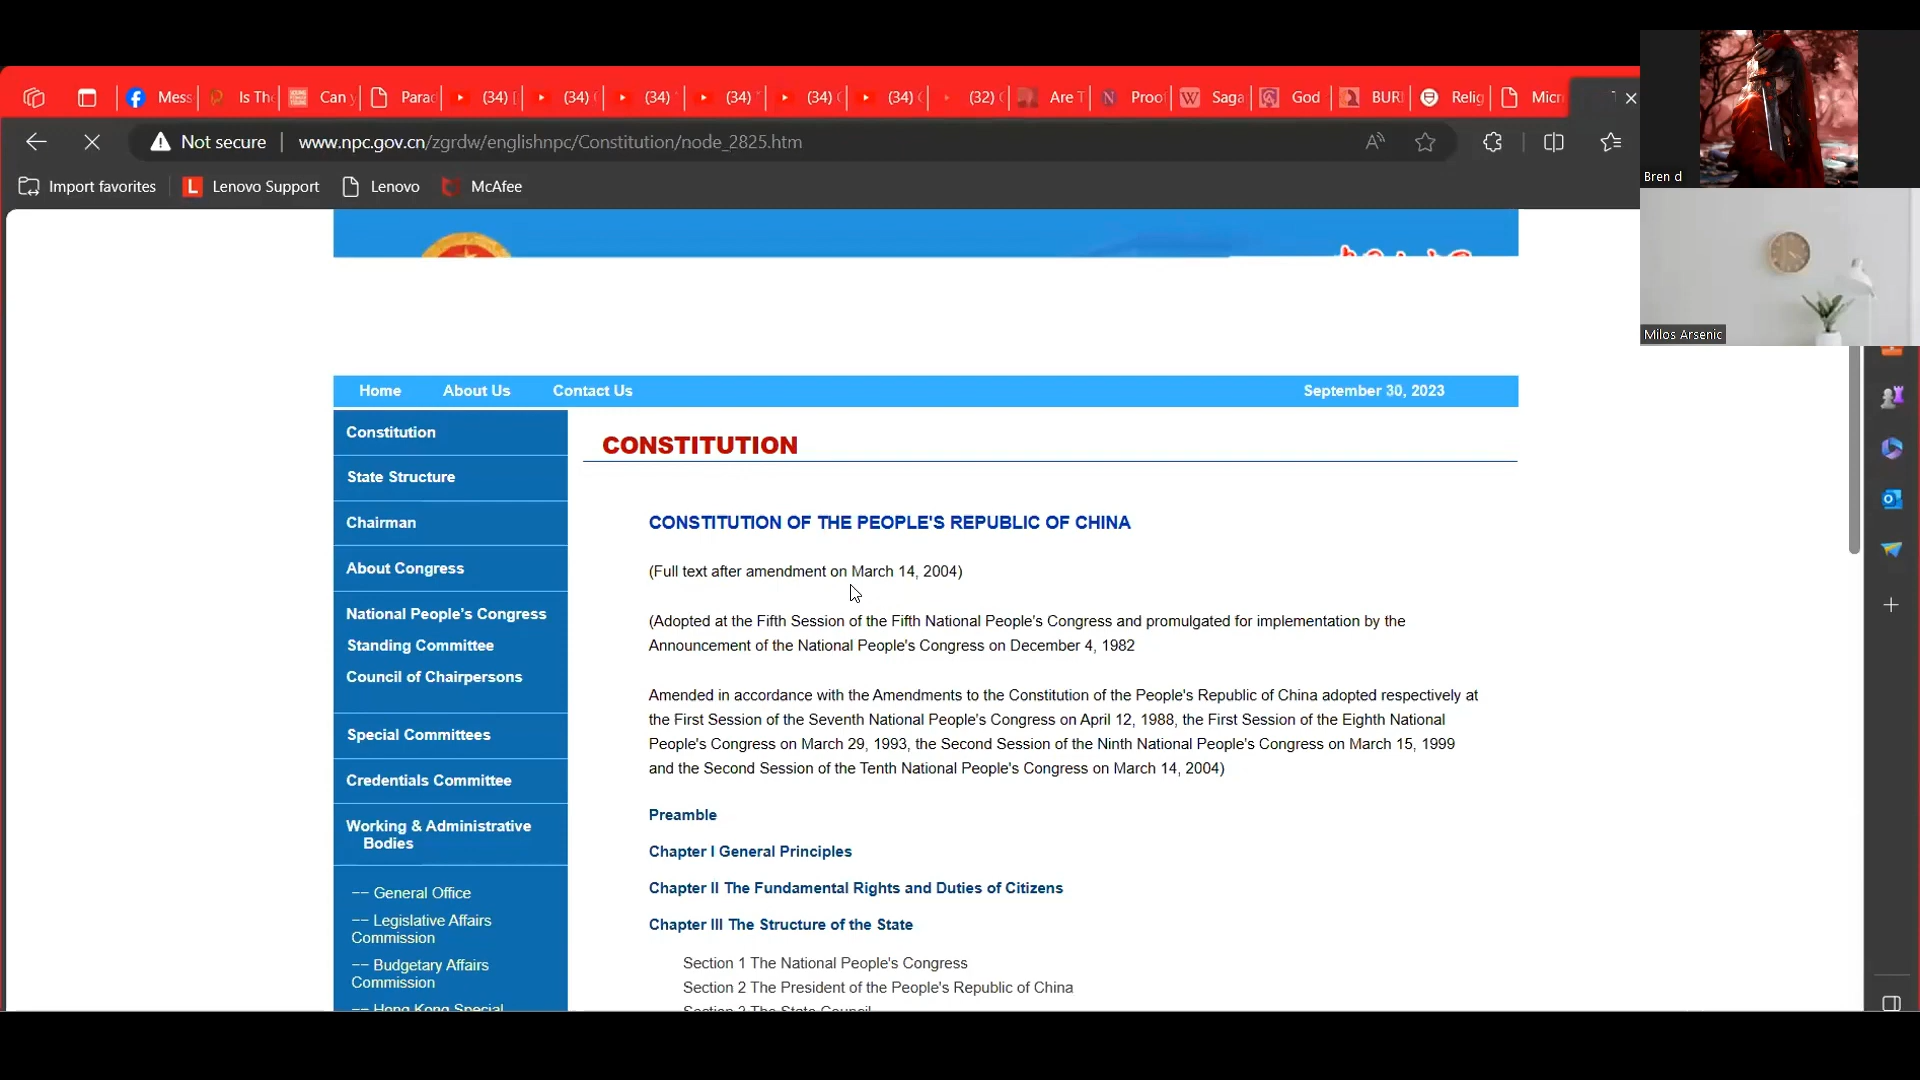 Mess
Is The
Can y
Parac
(34)
(34)
(34)
(34)
(34)
(34)
(32)
Are T
Proof
Saga
God
BUR
Relig
Micr
Not secure
www.npc.gov.cn/zgrdw/englishnpc/Constitution/node_2825.htm
Import favorites
Lenovo Support
Lenovo
McAfee
Bren d
Milos Arsenic
Home
About Us
Contact Us
September 30, 2023
Constitution
State Structure
Chairman
About Congress
National People's Congress
Standing Committee
Council of Chairpersons
Special Committees
Credentials Committee
Working & Administrative
Bodies
–– General Office
–– Legislative Affairs
Commission
–– Budgetary Affairs
Commission
–– Hong Kong Special
CONSTITUTION
CONSTITUTION OF THE PEOPLE'S REPUBLIC OF CHINA
(Full text after amendment on March 14, 2004)
(Adopted at the Fifth Session of the Fifth National People's Congress and promulgated for implementation by the
Announcement of the National People's Congress on December 4, 1982
Amended in accordance with the Amendments to the Constitution of the People's Republic of China adopted respectively at
the First Session of the Seventh National People's Congress on April 12, 1988, the First Session of the Eighth National
People's Congress on March 29, 1993, the Second Session of the Ninth National People's Congress on March 15, 1999
and the Second Session of the Tenth National People's Congress on March 14, 2004)
Preamble
Chapter I General Principles
Chapter II The Fundamental Rights and Duties of Citizens
Chapter III The Structure of the State
Section 1 The National People's Congress
Section 2 The President of the People's Republic of China
Section 3 The State Council